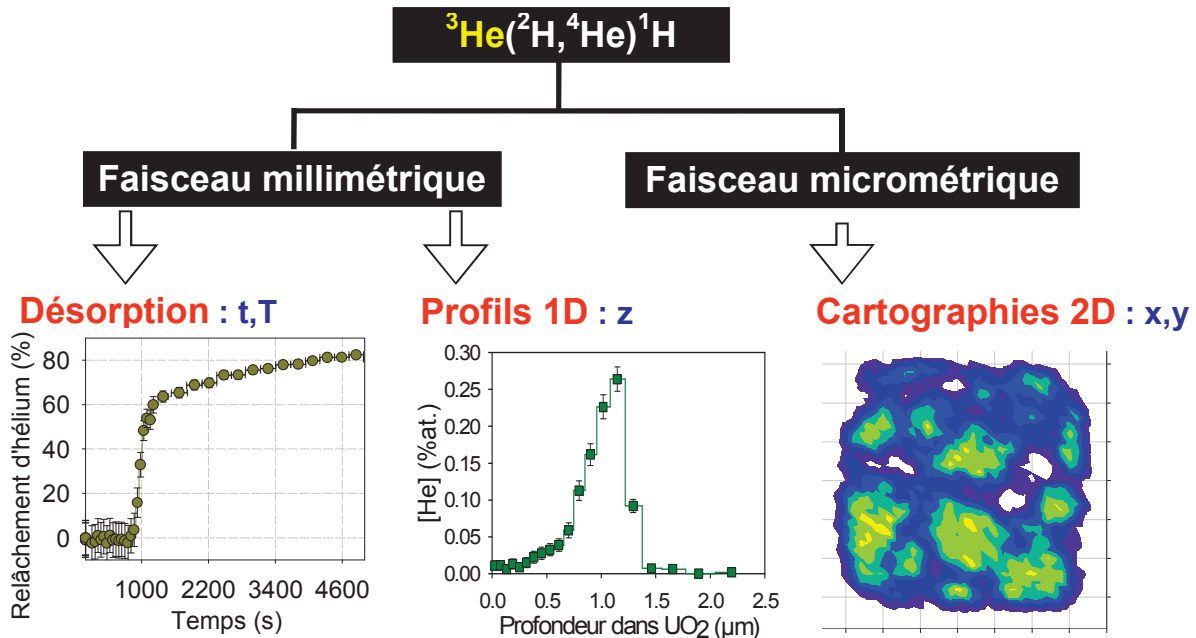 ³He(²H,⁴He)¹H
Faisceau millimétrique
Faisceau micrométrique
Désorption : t,T
Profils 1D : z
Cartographies 2D : x,y
Relâchement d'hélium (%)
80
60
40
20
0
1000 2200 3400 4600
Temps (s)
[He] (%at.)
0.30
0.25
0.20
0.15
0.10
0.05
0.00
0.0 0.5 1.0 1.5 2.0 2.5
Profondeur dans UO2 (µm)